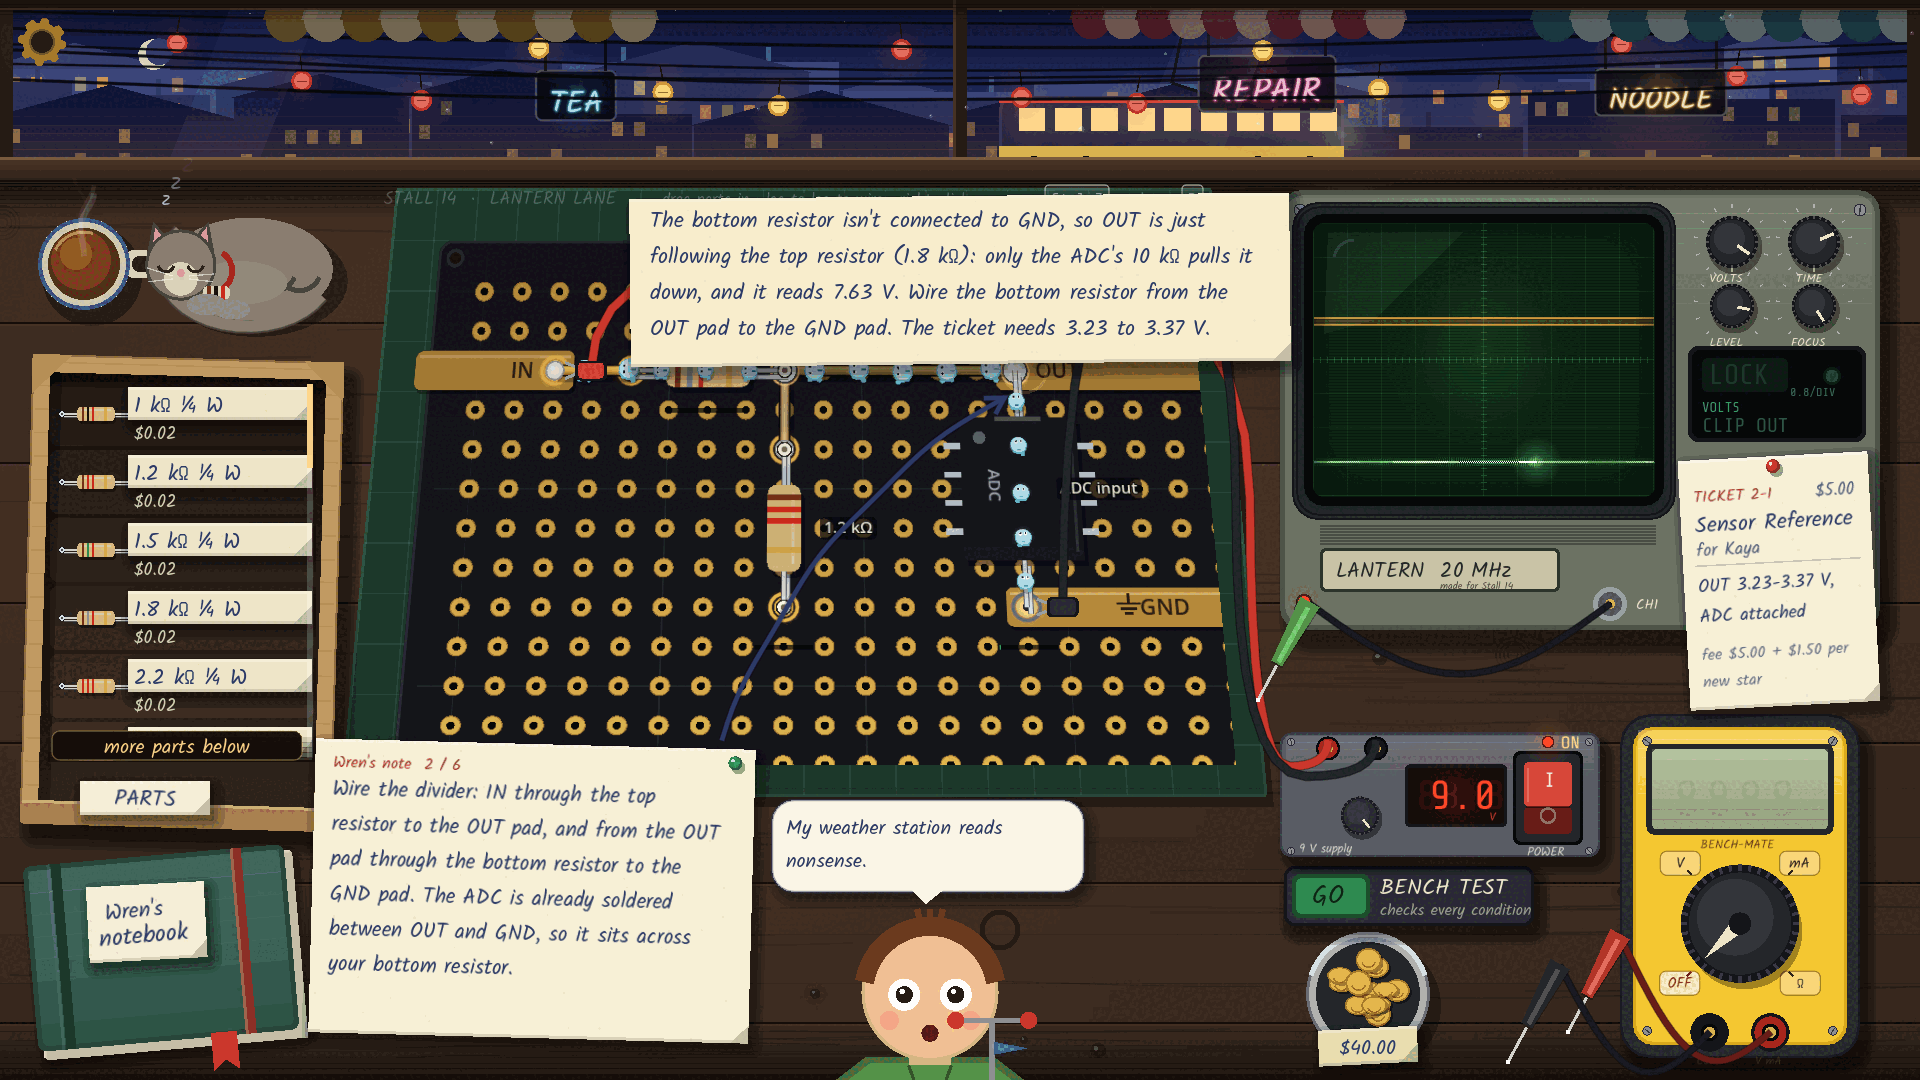 TEA
REPAIR
NOODLE
STALL 14 · LANTERN LANE
The bottom resistor isn't connected to GND, so OUT is just
following the top resistor (1.8 kΩ): only the ADC's 10 kΩ pulls it
down, and it reads 7.63 V. Wire the bottom resistor from the
OUT pad to the GND pad. The ticket needs 3.23 to 3.37 V.
IN
OUT
ADC
DC input
1.2 kΩ
GND
z
z
1 kΩ ¼ W
$0.02
1.2 kΩ ¼ W
$0.02
1.5 kΩ ¼ W
$0.02
1.8 kΩ ¼ W
$0.02
2.2 kΩ ¼ W
$0.02
more parts below
PARTS
Wren's
notebook
Wren's note 2 / 6
Wire the divider: IN through the top
resistor to the OUT pad, and from the OUT
pad through the bottom resistor to the
GND pad. The ADC is already soldered
between OUT and GND, so it sits across
your bottom resistor.
My weather station reads
nonsense.
VOLTS
TIME
LEVEL
FOCUS
LOCK
0.8/DIV
VOLTS
CLIP OUT
LANTERN 20 MHz
made for Stall 14
CH1
TICKET 2-1 $5.00
Sensor Reference
for Kaya
OUT 3.23–3.37 V,
ADC attached
fee $5.00 + $1.50 per
new star
ON
9.0
V
I
9 V supply
POWER
GO
BENCH TEST
checks every condition
$40.00
BENCH-MATE
V
mA
OFF
Ω